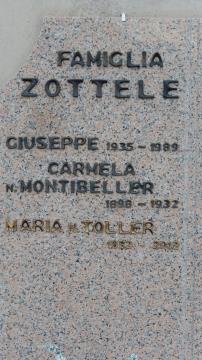 FAMIGLIA
ZOTTELE
GIUSEPPE 1935 - 1989
CARMELA
N. MONTIBELLER
1898 - 1932
MARIA N. TOLLER